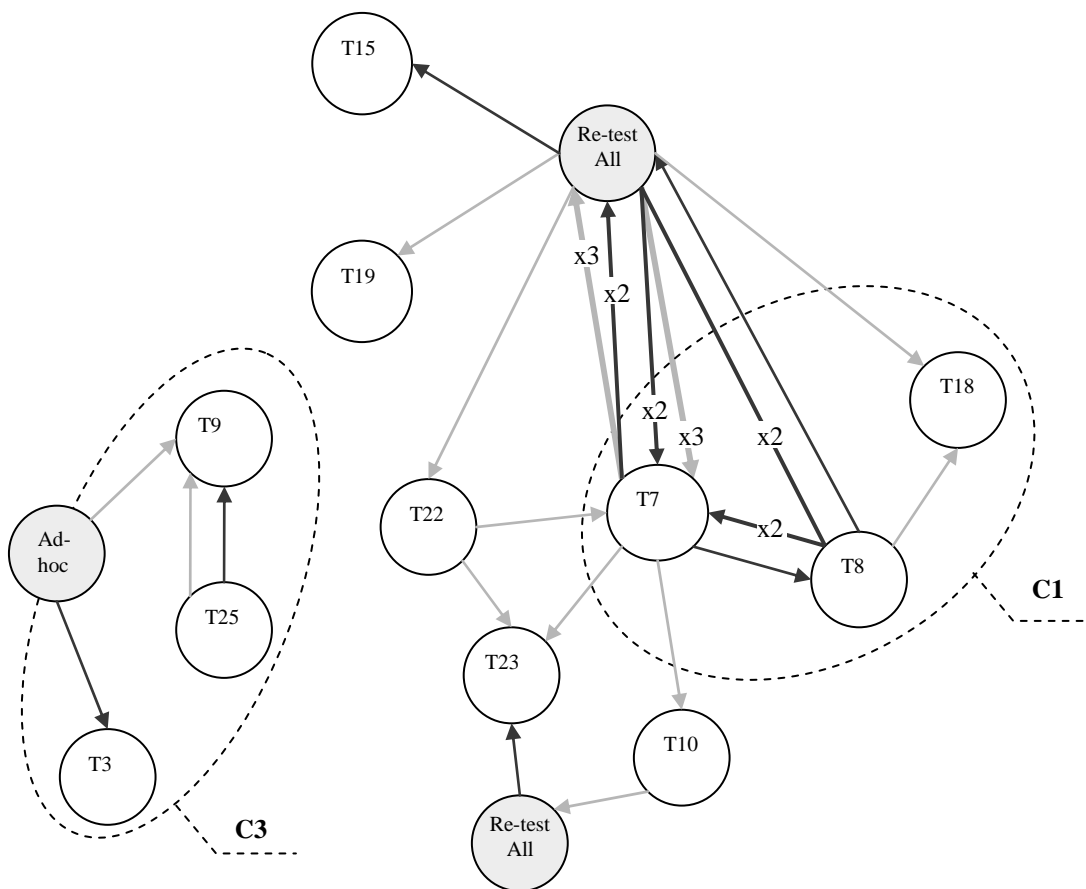 T15
Re-test
All
x3
T19
x2
T18
T9
x2
x3
x2
T22
T7
x2
Ad-
hoc
T8
C1
T25
T23
T10
T3
C3
Re-test
All